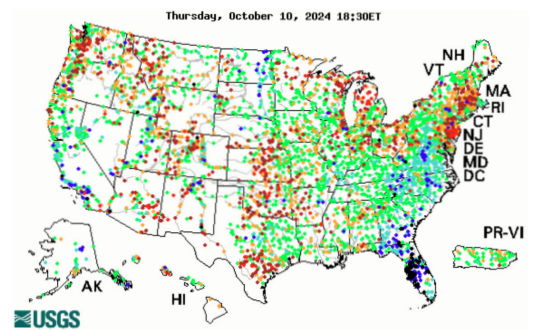 Thursday, October 10, 2024 18:30ET
NH
VT
MA
RI
CT
NJ
DE
MD
DC
PR-VI
AK
HI
USGS